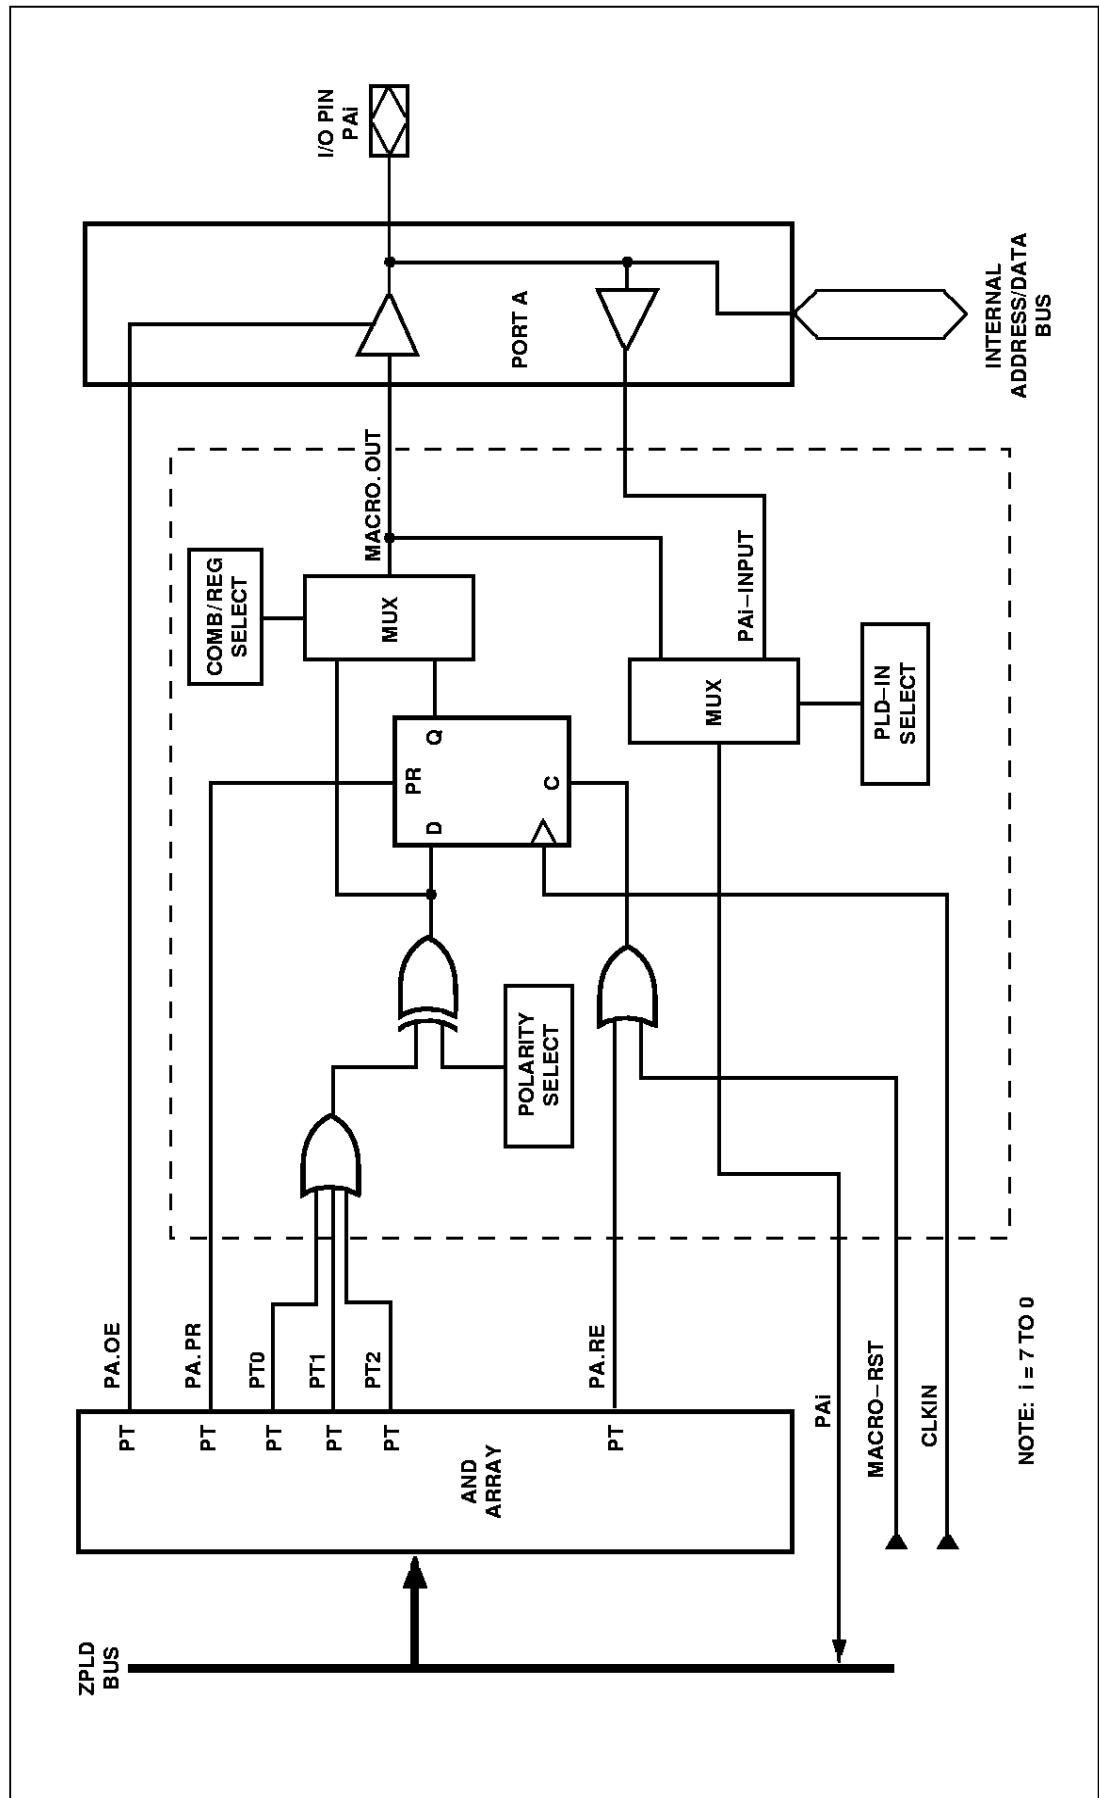 ZPLD
BUS
AND
ARRAY
PT
PT
PT
PT
PT
PT
PA.OE
PA.PR
PT0
PT1
PT2
PA.RE
PAi
MACRO-RST
CLKIN
NOTE: i = 7 TO 0
POLARITY
SELECT
D
PR
Q
C
COMB/REG
SELECT
MUX
MACRO.OUT
MUX
PLD-IN
SELECT
PAi-INPUT
PORT A
I/O PIN
PAi
INTERNAL
ADDRESS/DATA
BUS